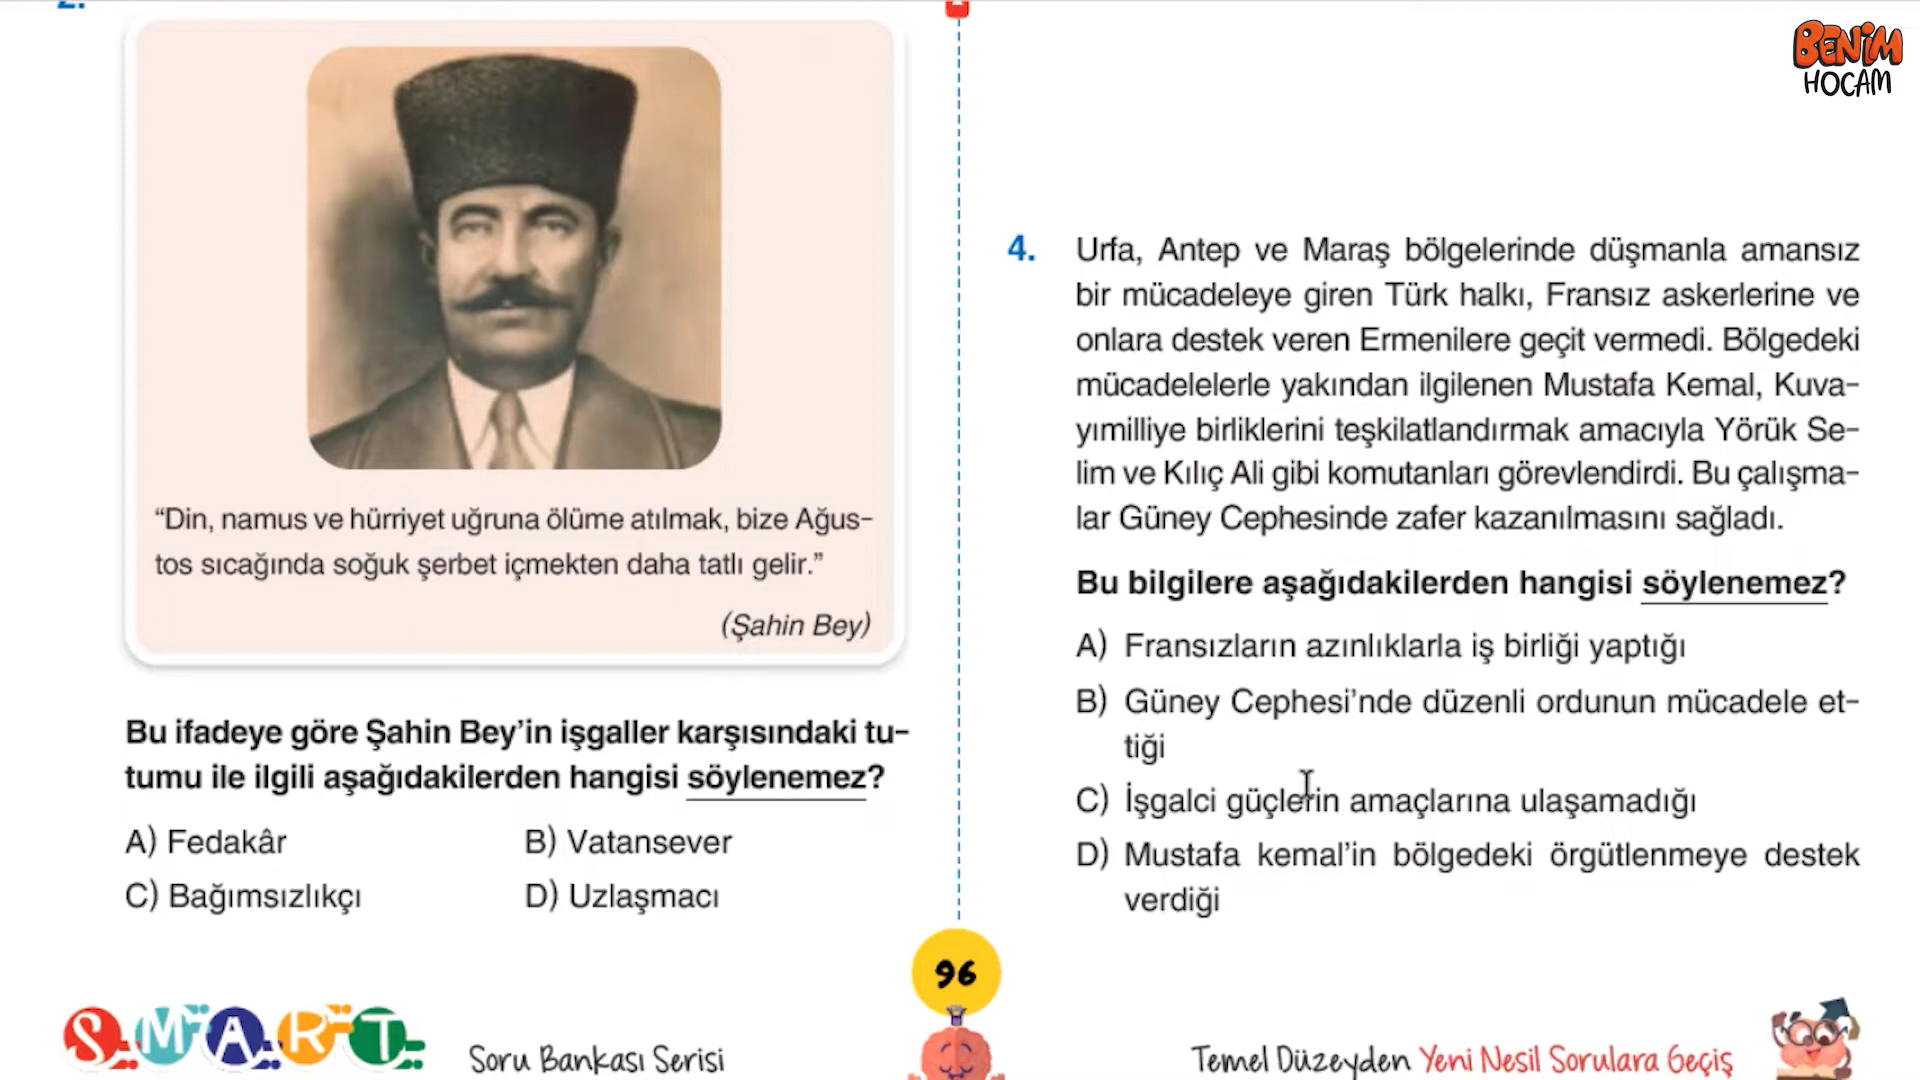 2.
"Din, namus ve hürriyet uğruna ölüme atılmak, bize Ağus-
tos sıcağında soğuk şerbet içmekten daha tatlı gelir."
(Şahin Bey)
Bu ifadeye göre Şahin Bey'in işgaller karşısındaki tu-
tumu ile ilgili aşağıdakilerden hangisi söylenemez?
A) Fedakâr
B) Vatansever
C) Bağımsızlıkçı
D) Uzlaşmacı
BENİM
HOCAM
4. Urfa, Antep ve Maraş bölgelerinde düşmanla amansız
bir mücadeleye giren Türk halkı, Fransız askerlerine ve
onlara destek veren Ermenilere geçit vermedi. Bölgedeki
mücadelelerle yakından ilgilenen Mustafa Kemal, Kuva-
yımilliye birliklerini teşkilatlandırmak amacıyla Yörük Se-
lim ve Kılıç Ali gibi komutanları görevlendirdi. Bu çalışma-
lar Güney Cephesinde zafer kazanılmasını sağladı.
Bu bilgilere aşağıdakilerden hangisi söylenemez?
A) Fransızların azınlıklarla iş birliği yaptığı
B) Güney Cephesi'nde düzenli ordunun mücadele et-
tiği
C) İşgalci güçlerin amaçlarına ulaşamadığı
D) Mustafa kemal'in bölgedeki örgütlenmeye destek
verdiği
96
SMART
Soru Bankası Serisi
Temel Düzeyden Yeni Nesil Sorulara Geçiş